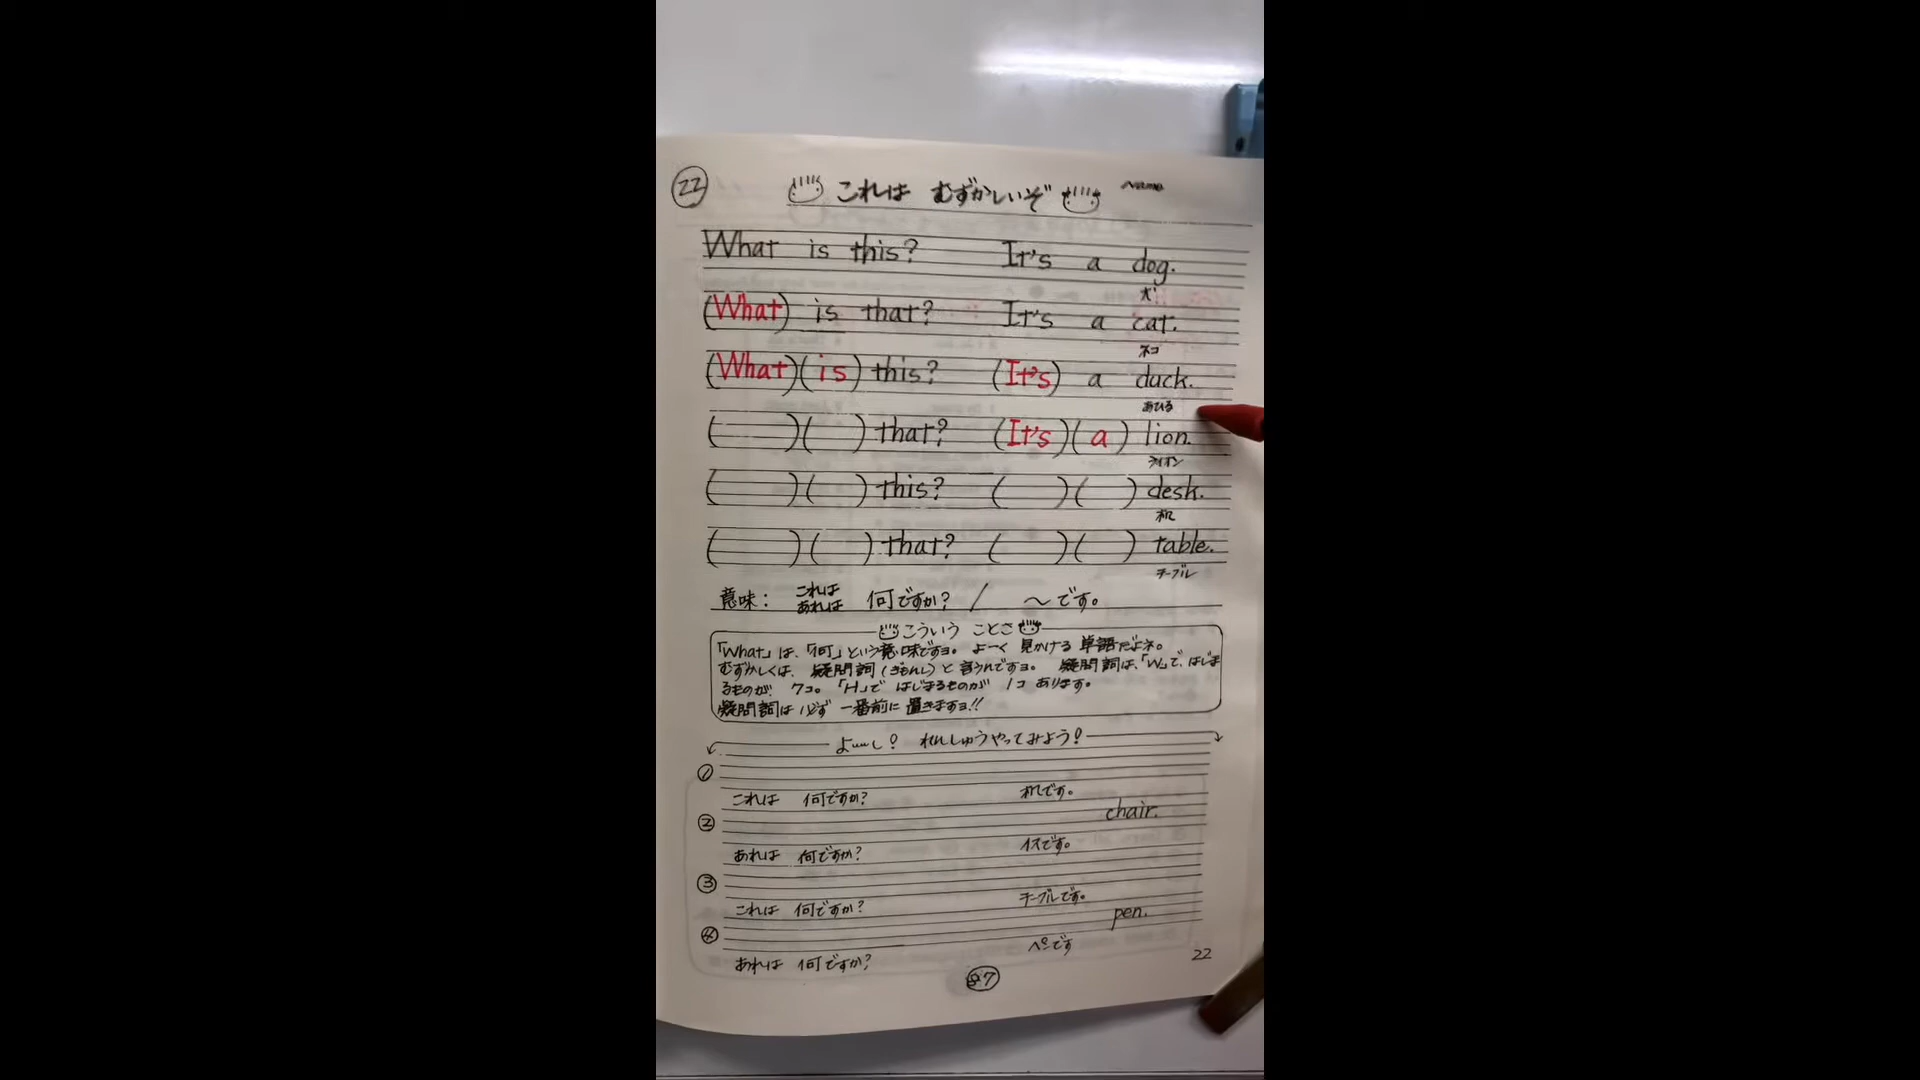 22 これは むずかしいぞ Name
What is this? It's a dog.
犬
(What) is that? It's a cat.
ネコ
(What)(is) this? (It's) a duck.
あひる
( )( ) that? (It's)(a) lion.
ライオン
( )( ) this? ( )( ) desk.
机
( )( ) that? ( )( ) table.
テーブル
意味: これは あれは 何ですか? / 〜です。
こういう ことさ
「What」は、「何」という意味ですョ。よーく 見かける 単語だよネ。
むずかしくは、疑問詞(ぎもんし)と言うんですョ。 疑問詞は、「W」で、はじま
るものが 7コ。「H」で はじまるものが 1コ あります。
疑問詞は 必ず 一番前に 置きますョ!!
よーし! れんしゅうやってみよう!
①
これは 何ですか? 机です。
② chair.
あれは 何ですか? イスです。
③
これは 何ですか? テーブルです。
④ pen.
あれは 何ですか? ペンです
22
87